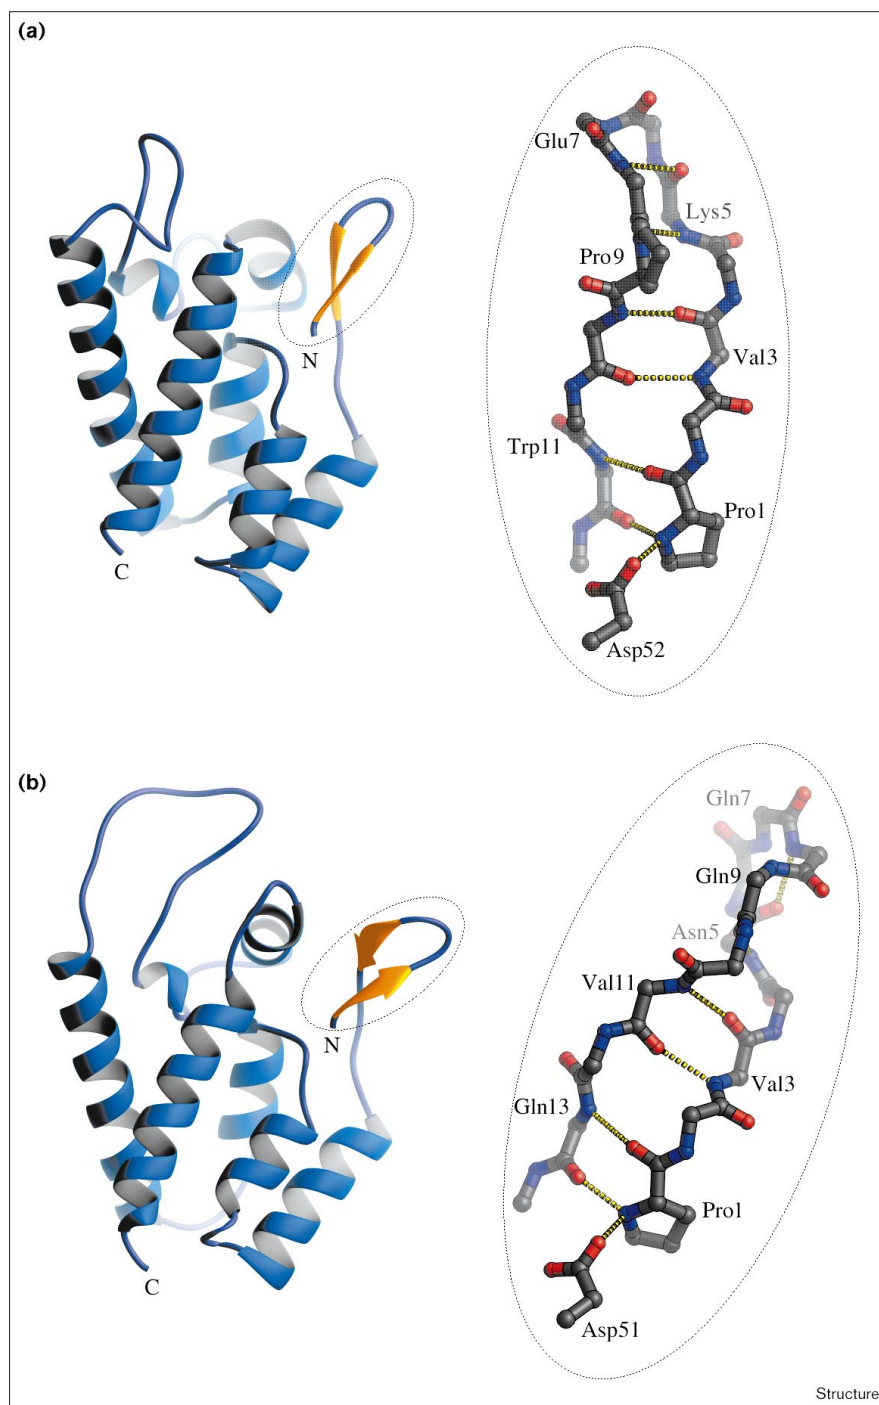 (a)
Glu7
Lys5
Pro9
N
Val3
Trp11
Pro1
C
Asp52
(b)
Gln7
Gln9
Asn5
Val11
N
Val3
Gln13
Pro1
C
Asp51
Structure